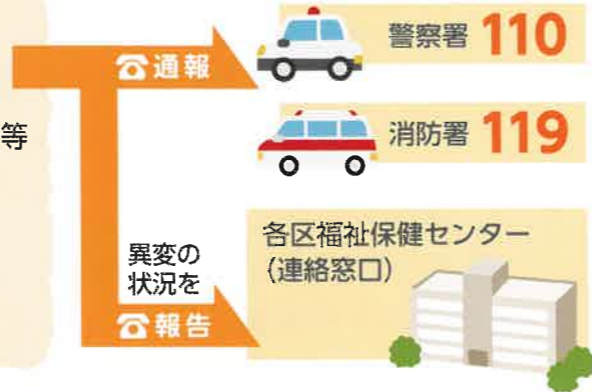 等
☎通報
警察署 110
消防署 119
異変の
状況を
☎報告
各区福祉保健センター
(連絡窓口)